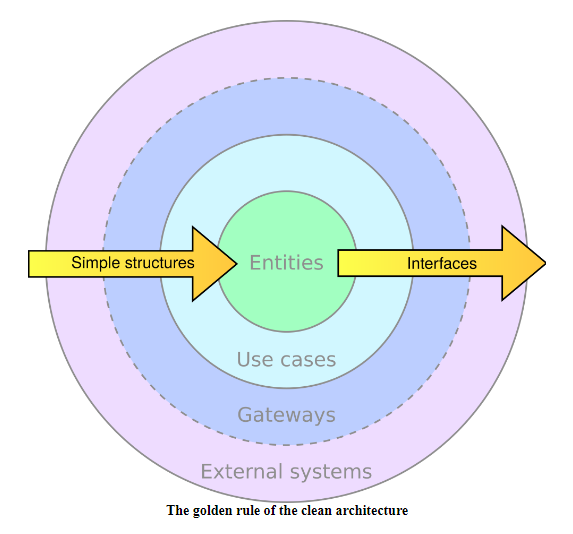 Simple structures
Entities
Interfaces
Use cases
Gateways
External systems
The golden rule of the clean architecture